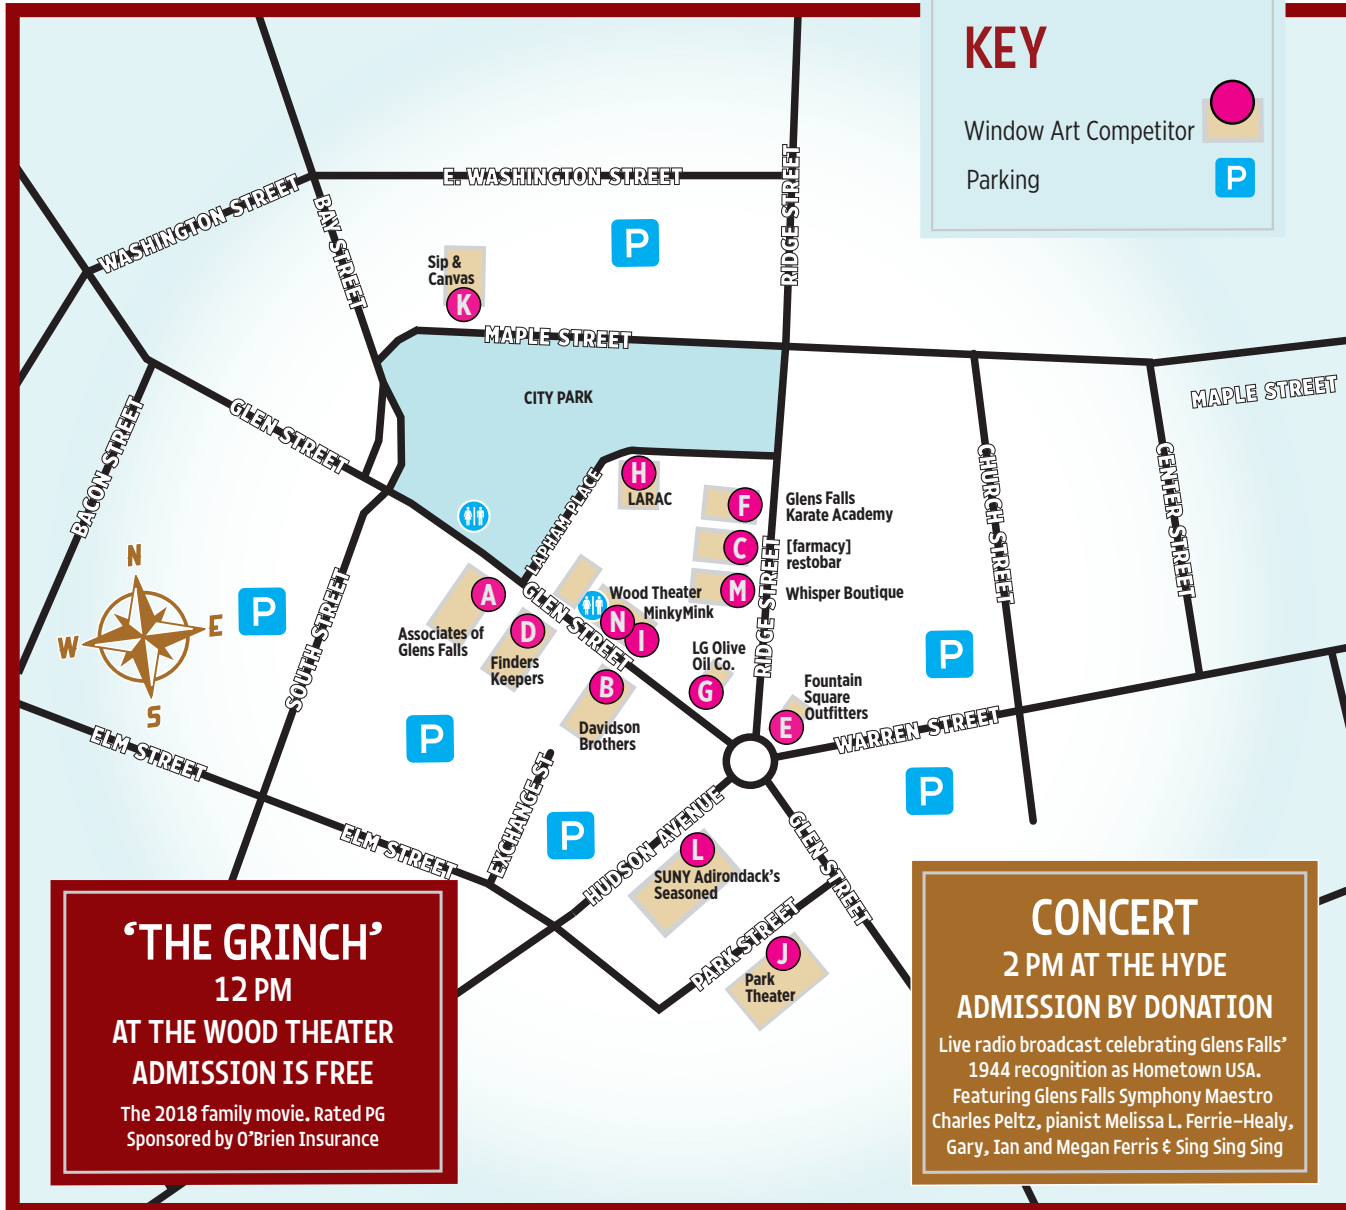 KEY
Window Art Competitor
Parking
P
E. WASHINGTON STREET
WASHINGTON STREET
BAY STREET
RIDGE STREET
P
Sip &
Canvas
K
MAPLE STREET
MAPLE STREET
CITY PARK
GLEN STREET
BACON STREET
CHURCH STREET
CENTER STREET
LAPHAM PLACE
H
LARAC
F
Glens Falls
Karate Academy
C
[farmacy]
restobar
M
Whisper Boutique
RIDGE STREET
N
W
E
S
P
SOUTH STREET
A
Associates of
Glens Falls
D
Finders
Keepers
GLEN STREET
Wood Theater
N
MinkyMink
I
LG Olive
Oil Co.
G
B
Davidson
Brothers
Fountain
Square
Outfitters
E
P
WARREN STREET
P
ELM STREET
P
EXCHANGE ST
P
ELM STREET
HUDSON AVENUE
GLEN STREET
L
SUNY Adirondack's
Seasoned
PARK STREET
J
Park
Theater
‘THE GRINCH’
12 PM
AT THE WOOD THEATER
ADMISSION IS FREE
The 2018 family movie. Rated PG
Sponsored by O’Brien Insurance
CONCERT
2 PM AT THE HYDE
ADMISSION BY DONATION
Live radio broadcast celebrating Glens Falls’
1944 recognition as Hometown USA.
Featuring Glens Falls Symphony Maestro
Charles Peltz, pianist Melissa L. Ferrie-Healy,
Gary, Ian and Megan Ferris & Sing Sing Sing